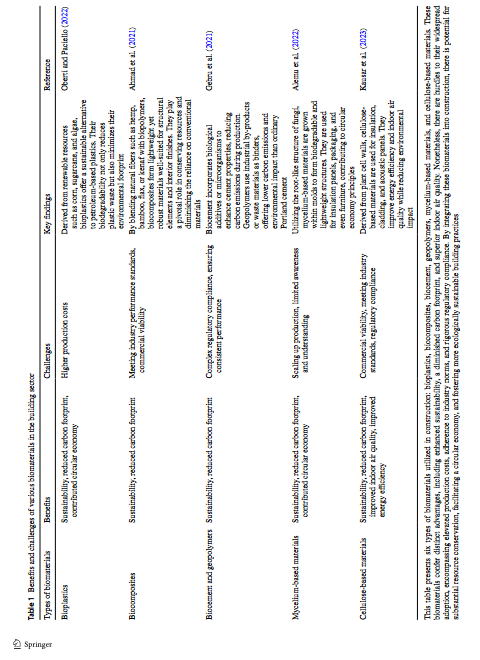 Table 1 Benefits and challenges of various biomaterials in the building sector
Types of biomaterials Benefits Challenges Key findings Reference
Bioplastics Sustainability, reduced carbon footprint, Higher production costs Derived from renewable resources Oberti and Paciello (2022)
contributed circular economy such as corn, sugarcane, and algae,
bioplastics offer a sustainable alternative
to petroleum-based plastics. Their
biodegradability not only reduces
plastic waste but also minimizes their
environmental footprint
Biocomposites Sustainability, reduced carbon footprint Meeting industry performance standards, By blending natural fibers such as hemp, Ahmad et al. (2021)
commercial viability bamboo, flax, or kenaf with biopolymers,
biocomposites form lightweight yet
robust materials well-suited for structural
elements and interior finishes. They play
a pivotal role in conserving resources and
diminishing the reliance on conventional
materials
Biocement and geopolymers Sustainability, reduced carbon footprint Complex regulatory compliance, ensuring Biocement incorporates biological Gebru et al. (2021)
consistent performance additives or microorganisms to
enhance cement properties, reducing
carbon emissions during production.
Geopolymers use industrial by-products
or waste materials as binders,
offering lower carbon emissions and
environmental impact than ordinary
Portland cement
Mycelium-based materials Sustainability, reduced carbon footprint, Scaling up production, limited awareness Utilizing the root-like structure of fungi, Alemu et al. (2022)
contributed circular economy and understanding mycelium-based materials are grown
within molds to form biodegradable and
lightweight structures. They are used
for insulation panels, packaging, and
even furniture, contributing to circular
economy principles
Cellulose-based materials Sustainability, reduced carbon footprint, Commercial viability, meeting industry Derived from plant cell walls, cellulose- Kausar et al. (2023)
improved indoor air quality, improved standards, regulatory compliance based materials are used for insulation,
energy efficiency cladding, and acoustic panels. They
improve energy efficiency and indoor air
quality while reducing environmental
impact
This table presents six types of biomaterials utilized in construction: bioplastics, biocomposites, biocement, geopolymers, mycelium-based materials, and cellulose-based materials. These
biomaterials confer distinct advantages, including enhanced sustainability, a diminished carbon footprint, and superior indoor air quality. Nonetheless, there are hurdles to their widespread
adoption, encompassing elevated production costs, adherence to industry norms, and rigorous regulatory compliance. By integrating these biomaterials into construction, there is potential for
substantial resource conservation, facilitating a circular economy, and fostering more ecologically sustainable building practices
Springer